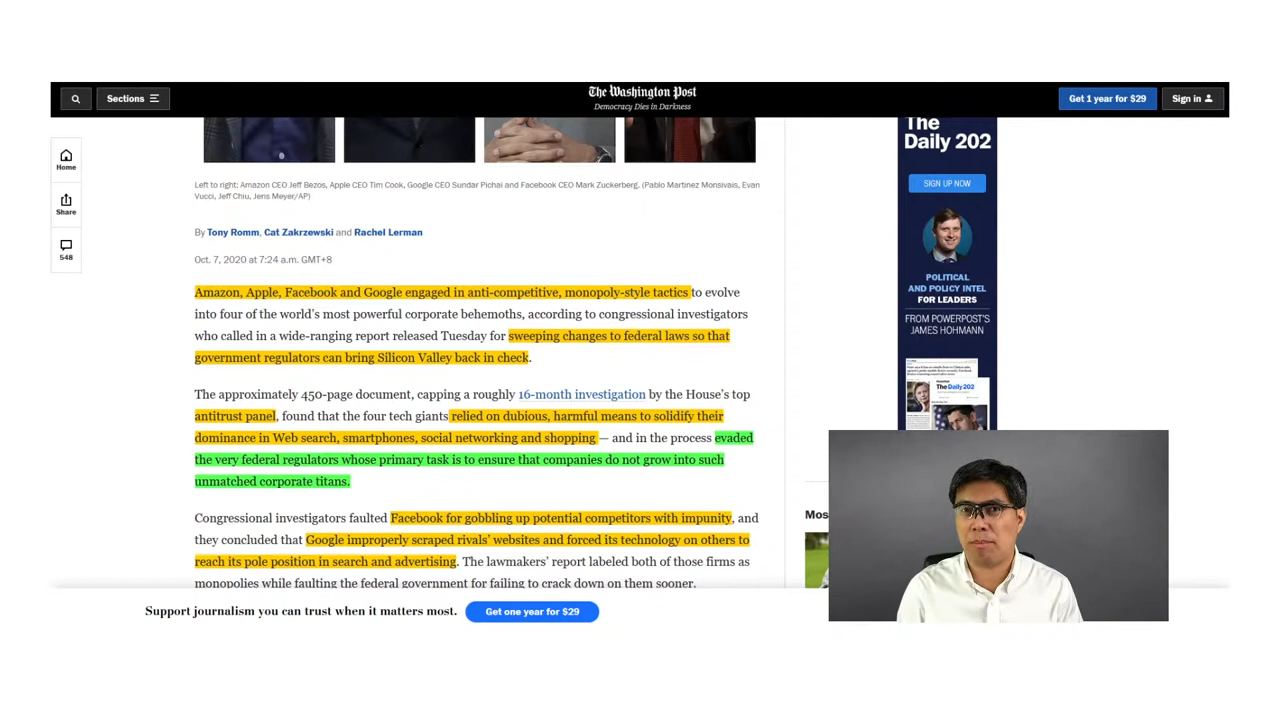 Sections
The Washington Post
Democracy Dies in Darkness
Get 1 year for $29
Sign in
Home
Share
548
Left to right: Amazon CEO Jeff Bezos, Apple CEO Tim Cook, Google CEO Sundar Pichai and Facebook CEO Mark Zuckerberg. (Pablo Martinez Monsivais, Evan
Vucci, Jeff Chiu, Jens Meyer/AP)
By Tony Romm, Cat Zakrzewski and Rachel Lerman
Oct. 7, 2020 at 7:24 a.m. GMT+8
Amazon, Apple, Facebook and Google engaged in anti-competitive, monopoly-style tactics to evolve
into four of the world's most powerful corporate behemoths, according to congressional investigators
who called in a wide-ranging report released Tuesday for sweeping changes to federal laws so that
government regulators can bring Silicon Valley back in check.
The approximately 450-page document, capping a roughly 16-month investigation by the House's top
antitrust panel, found that the four tech giants relied on dubious, harmful means to solidify their
dominance in Web search, smartphones, social networking and shopping — and in the process evaded
the very federal regulators whose primary task is to ensure that companies do not grow into such
unmatched corporate titans.
Congressional investigators faulted Facebook for gobbling up potential competitors with impunity, and
they concluded that Google improperly scraped rivals' websites and forced its technology on others to
reach its pole position in search and advertising. The lawmakers' report labeled both of those firms as
monopolies while faulting the federal government for failing to crack down on them sooner.
The
Daily 202
SIGN UP NOW
POLITICAL
AND POLICY INTEL
FOR LEADERS
FROM POWERPOST'S
JAMES HOHMANN
The Daily 202
Mos
Support journalism you can trust when it matters most.
Get one year for $29